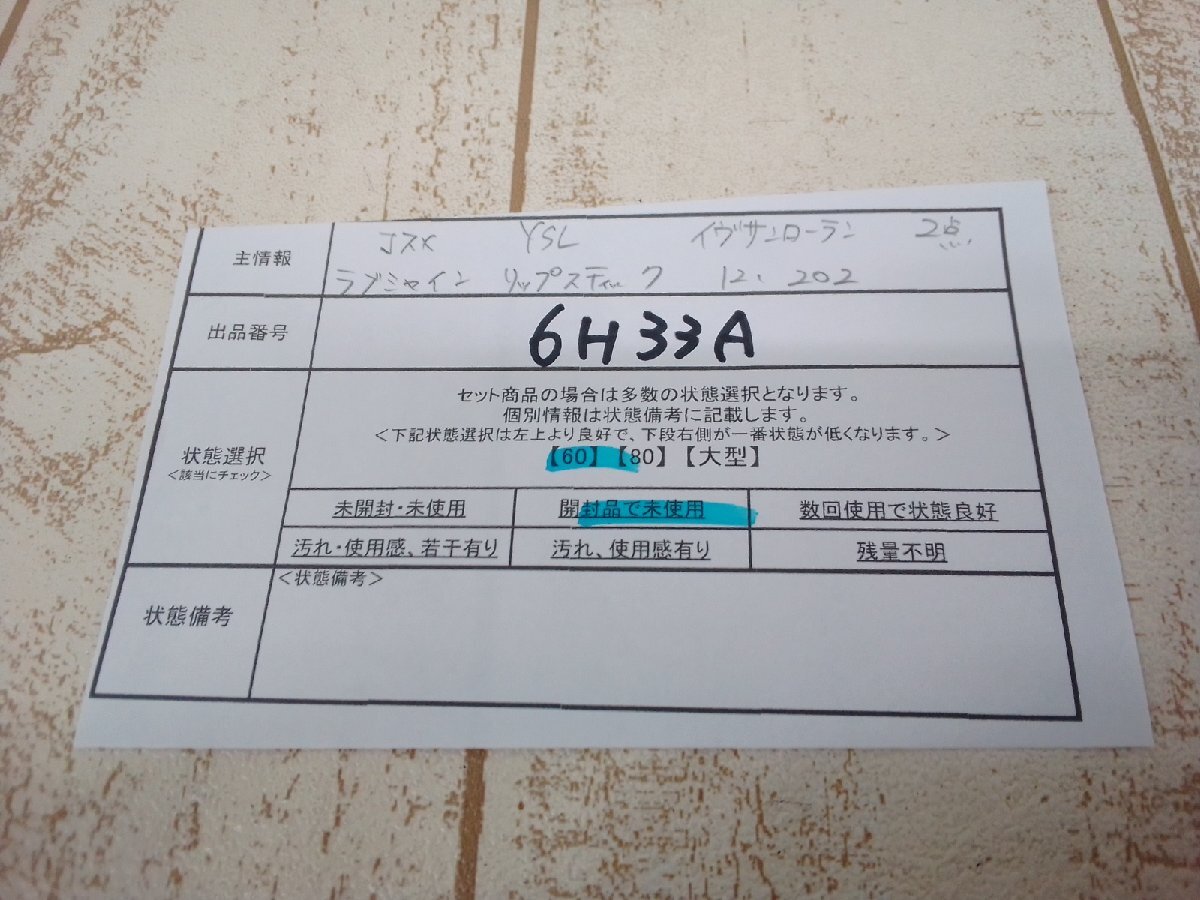 主情報
Jスメ YSL イヴサンローラン 2点
ラブシャイン リップスティック 12、202
出品番号
6H33A
状態選択
<該当にチェック>
セット商品の場合は多数の状態選択となります。
個別情報は状態備考に記載します。
<下記状態選択は左上より良好で、下段右側が一番状態が低くなります。>
【60】【80】【大型】
未開封・未使用 開封品で未使用 数回使用で状態良好
汚れ・使用感、若干有り 汚れ、使用感有り 残量不明
状態備考
<状態備考>